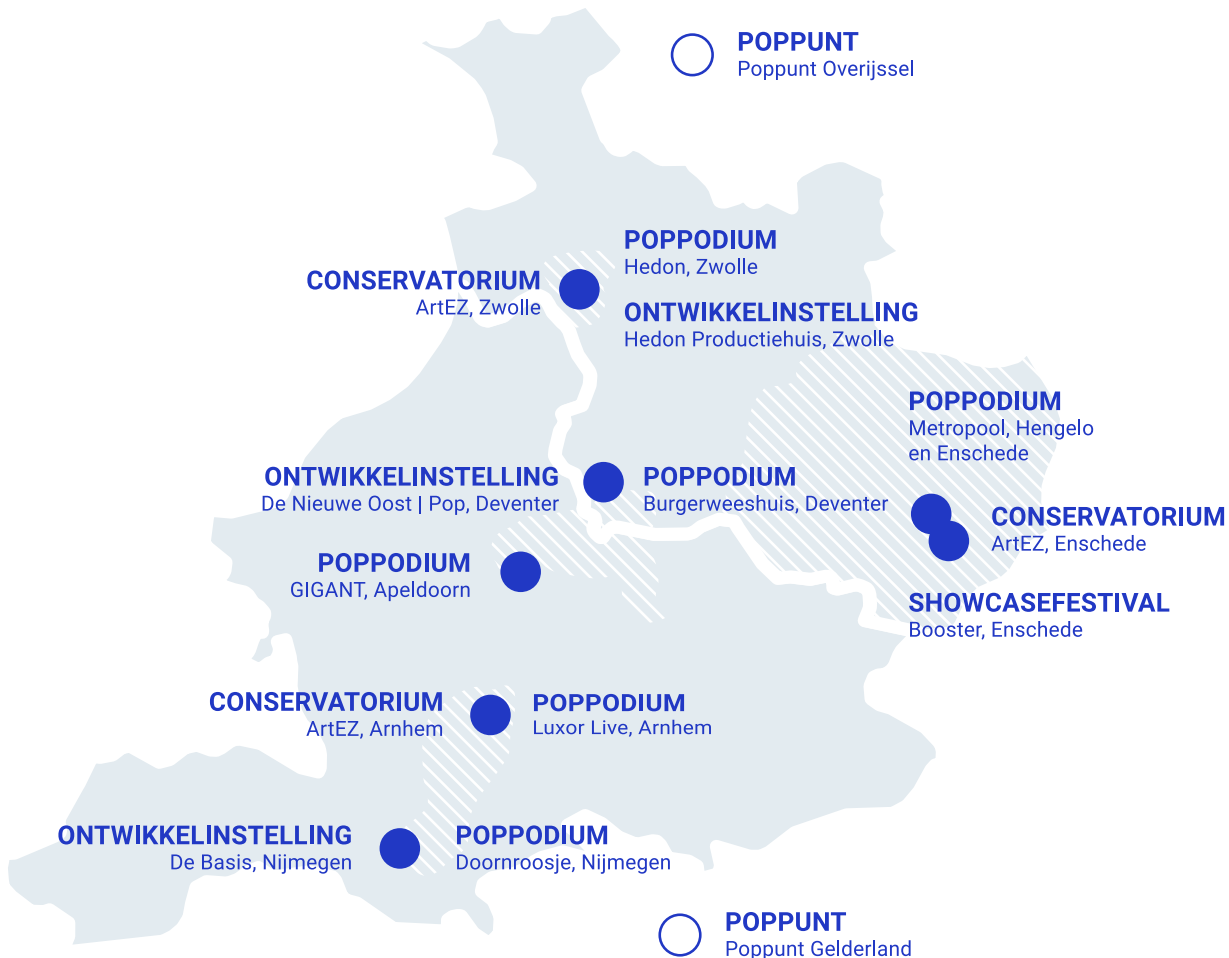 POPPUNT
Poppunt Overijssel
POPPODIUM
Hedon, Zwolle
CONSERVATORIUM
ArtEZ, Zwolle
ONTWIKKELINSTELLING
Hedon Productiehuis, Zwolle
POPPODIUM
Metropool, Hengelo
en Enschede
ONTWIKKELINSTELLING
De Nieuwe Oost | Pop, Deventer
POPPODIUM
Burgerweeshuis, Deventer
CONSERVATORIUM
ArtEZ, Enschede
POPPODIUM
GIGANT, Apeldoorn
SHOWCASEFESTIVAL
Booster, Enschede
CONSERVATORIUM
ArtEZ, Arnhem
POPPODIUM
Luxor Live, Arnhem
ONTWIKKELINSTELLING
De Basis, Nijmegen
POPPODIUM
Doornroosje, Nijmegen
POPPUNT
Poppunt Gelderland